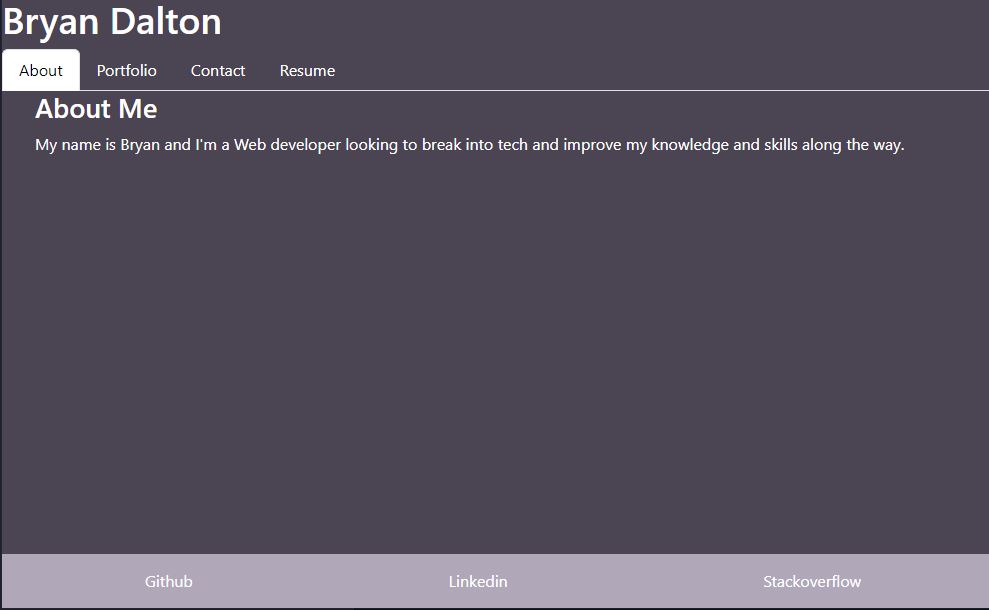 Bryan Dalton
About Portfolio Contact Resume
About Me
My name is Bryan and I'm a Web developer looking to break into tech and improve my knowledge and skills along the way.
Github Linkedin Stackoverflow